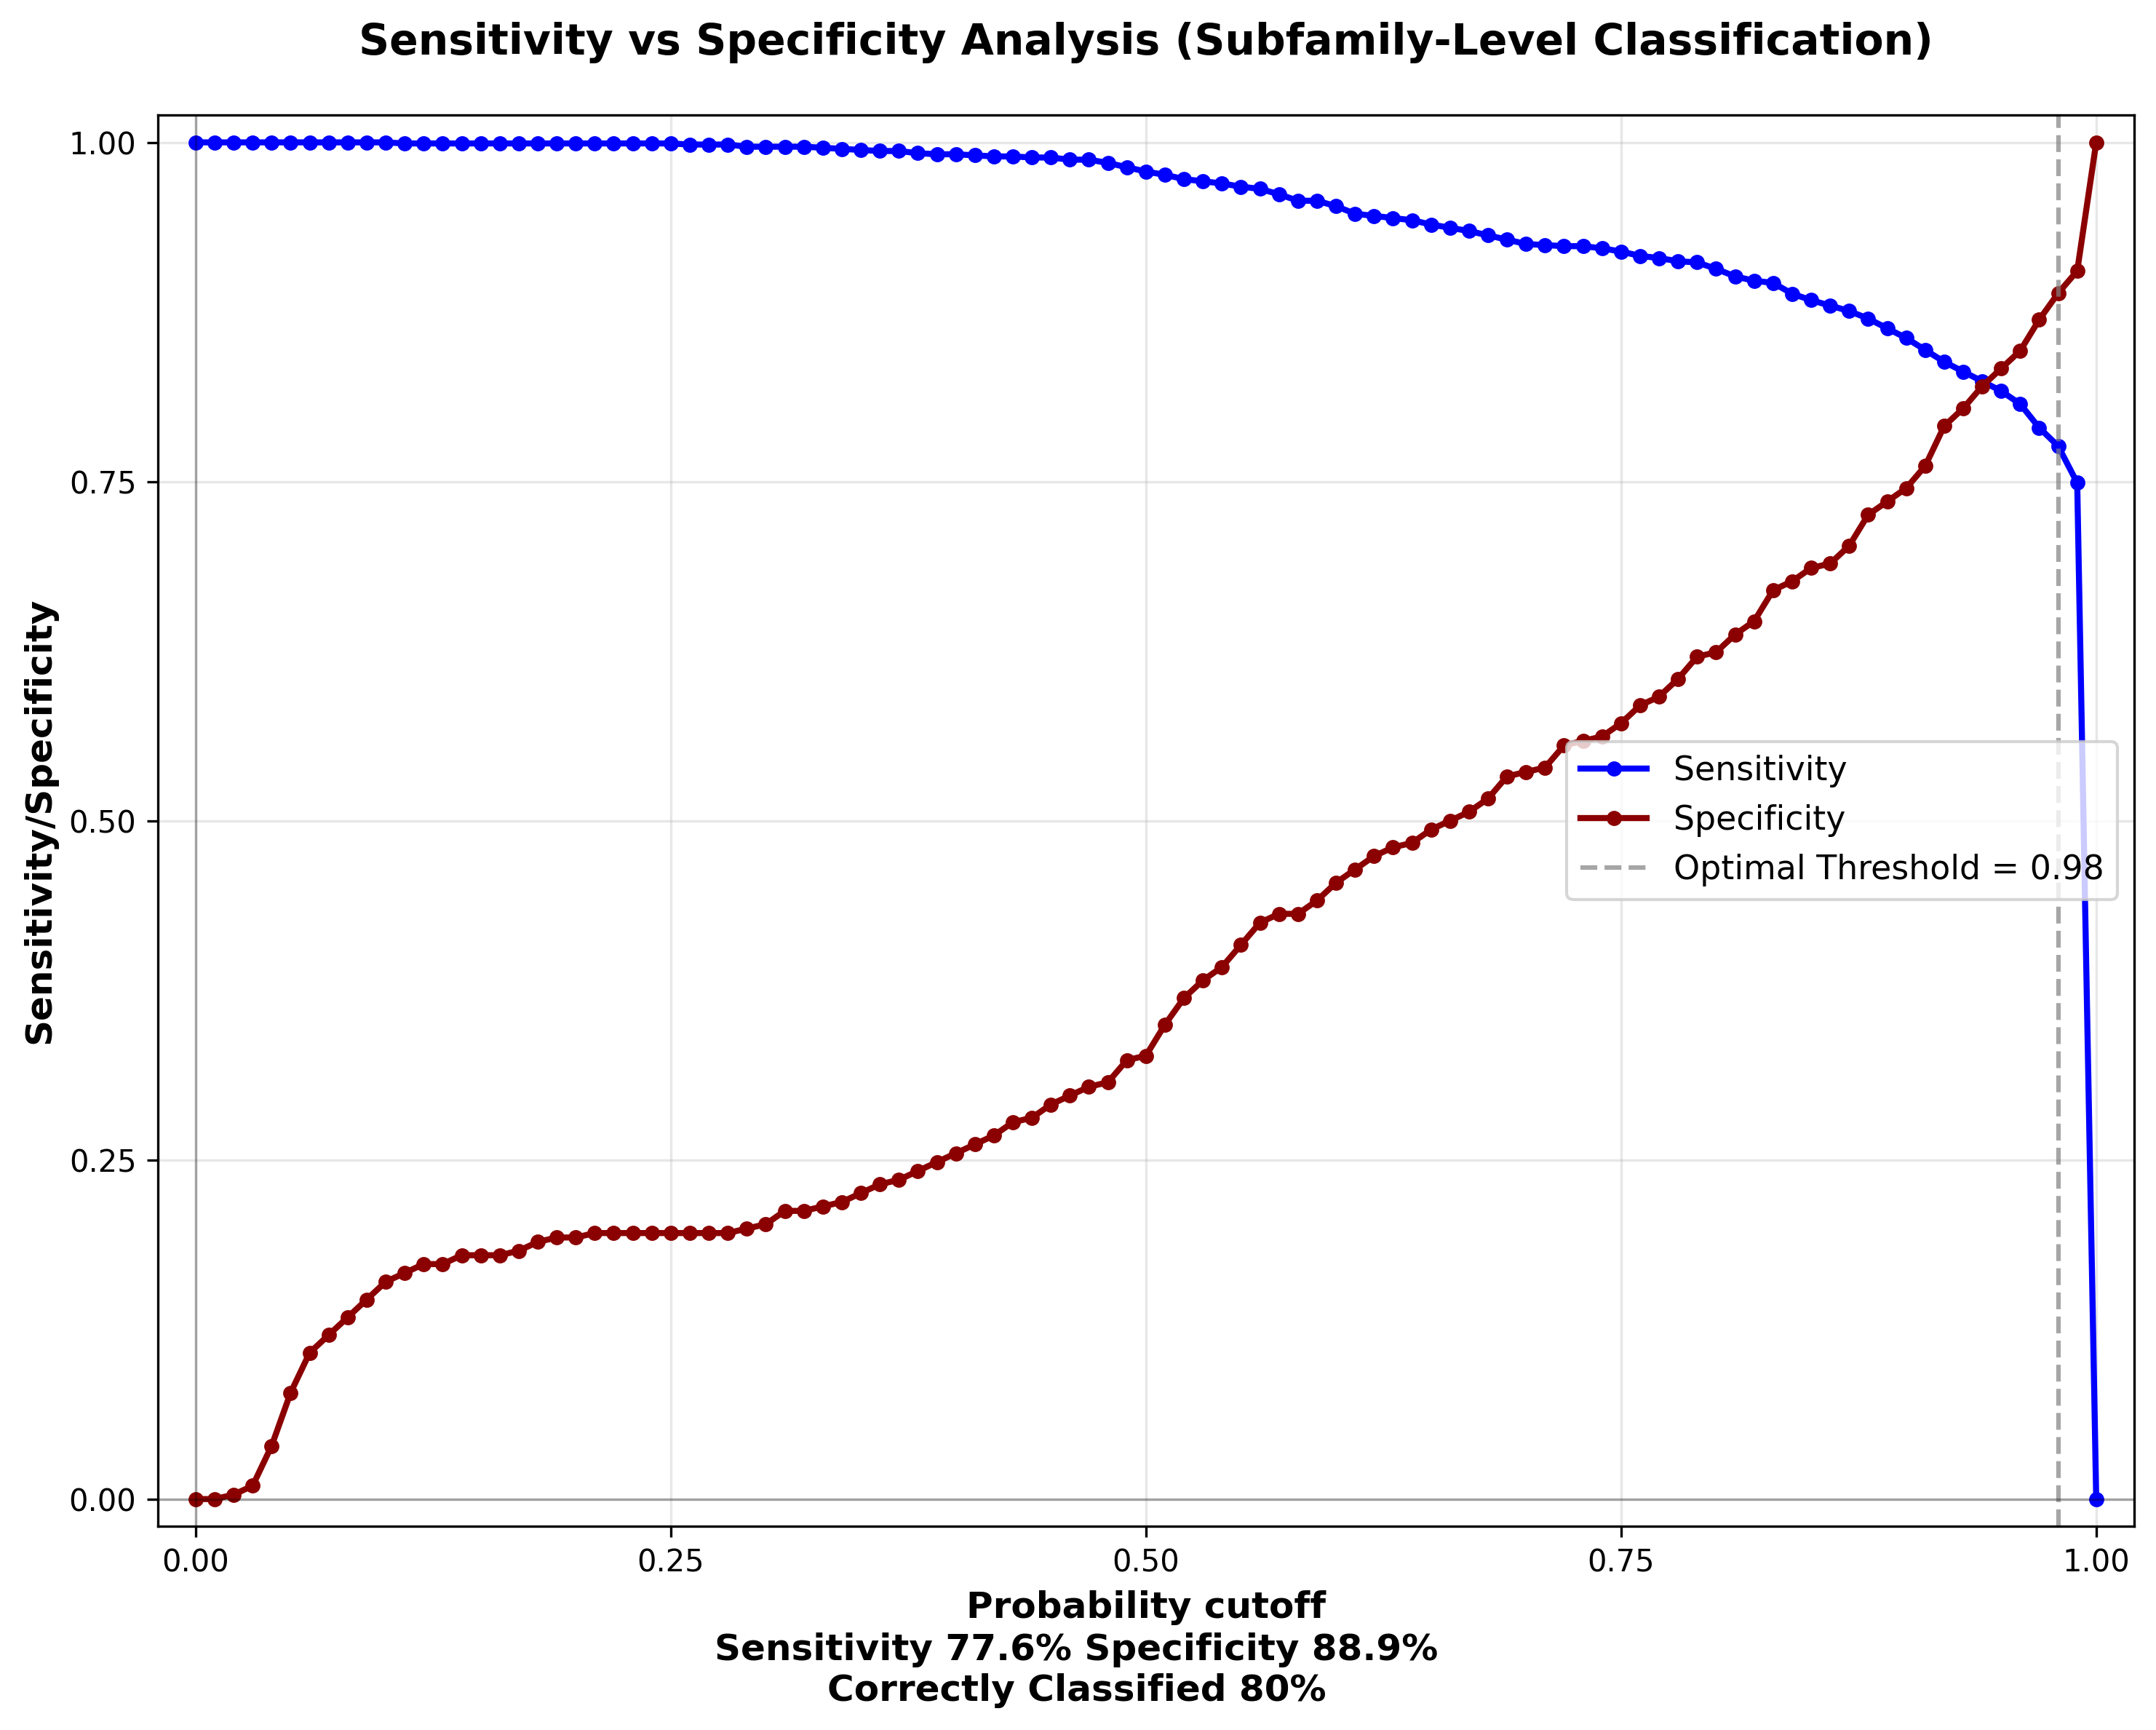 Sensitivity vs Specificity Analysis (Subfamily-Level Classification)
Sensitivity/Specificity
1.00
0.75
0.50
0.25
0.00
Sensitivity
Specificity
Optimal Threshold = 0.98
0.00
0.25
0.50
0.75
1.00
Probability cutoff
Sensitivity 77.6% Specificity 88.9%
Correctly Classified 80%